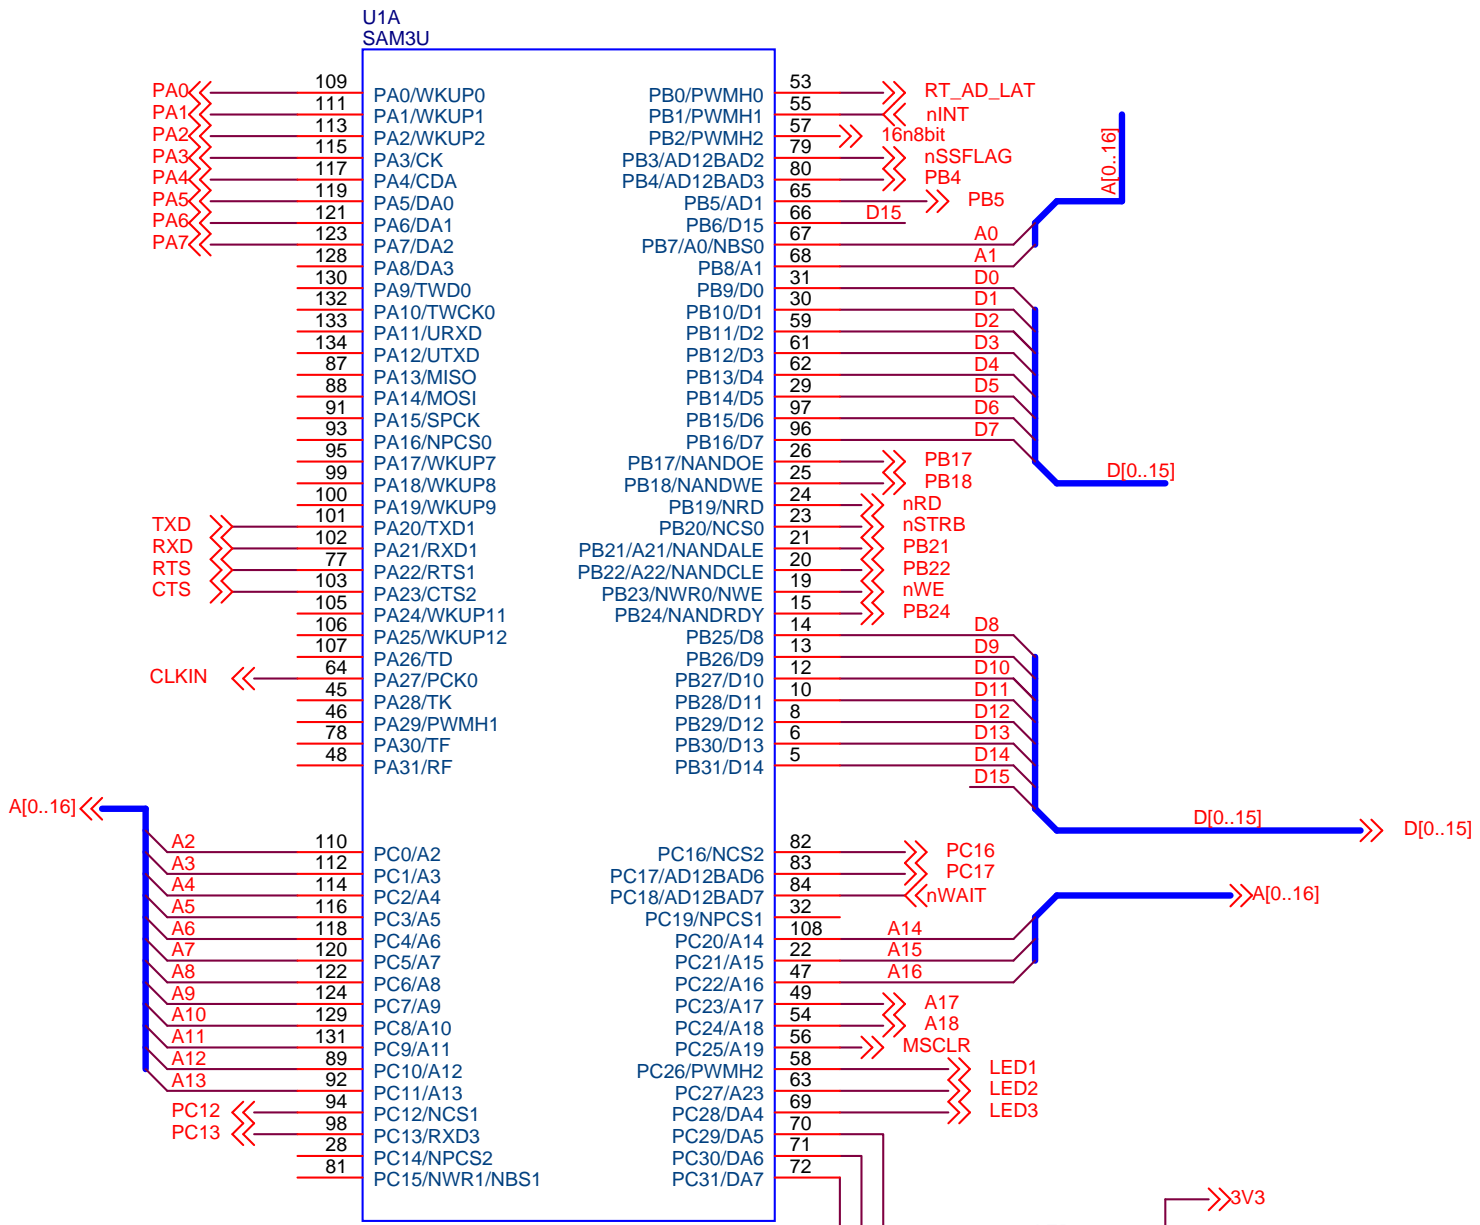 U1A
SAM3U
PA0 109 PA0/WKUP0 PB0/PWMH0 53 RT_AD_LAT
PA1 111 PA1/WKUP1 PB1/PWMH1 55 nINT
PA2 113 PA2/WKUP2 PB2/PWMH2 57 16n8bit
PA3 115 PA3/CK PB3/AD12BAD2 79 nSSFLAG
PA4 117 PA4/CDA PB4/AD12BAD3 80 PB4
PA5 119 PA5/DA0 PB5/AD1 65 PB5
PA6 121 PA6/DA1 PB6/D15 66 D15
PA7 123 PA7/DA2 PB7/A0/NBS0 67 A0
A[0..16]
128 PA8/DA3 PB8/A1 68 A1
130 PA9/TWD0 PB9/D0 31 D0
132 PA10/TWCK0 PB10/D1 30 D1
133 PA11/URXD PB11/D2 59 D2
134 PA12/UTXD PB12/D3 61 D3
87 PA13/MISO PB13/D4 62 D4
88 PA14/MOSI PB14/D5 29 D5
91 PA15/SPCK PB15/D6 97 D6
93 PA16/NPCS0 PB16/D7 96 D7
95 PA17/WKUP7 PB17/NANDOE 26 PB17
99 PA18/WKUP8 PB18/NANDWE 25 PB18 D[0..15]
100 PA19/WKUP9 PB19/NRD 24 nRD
TXD 101 PA20/TXD1 PB20/NCS0 23 nSTRB
RXD 102 PA21/RXD1 PB21/A21/NANDALE 21 PB21
RTS 77 PA22/RTS1 PB22/A22/NANDCLE 20 PB22
CTS 103 PA23/CTS2 PB23/NWR0/NWE 19 nWE
105 PA24/WKUP11 PB24/NANDRDY 15 PB24
106 PA25/WKUP12 PB25/D8 14 D8
107 PA26/TD PB26/D9 13 D9
CLKIN 64 PA27/PCK0 PB27/D10 12 D10
45 PA28/TK PB28/D11 10 D11
46 PA29/PWMH1 PB29/D12 8 D12
78 PA30/TF PB30/D13 6 D13
48 PA31/RF PB31/D14 5 D14
D15
A[0..16] D[0..15] D[0..15]
A2 110 PC0/A2 PC16/NCS2 82 PC16
A3 112 PC1/A3 PC17/AD12BAD6 83 PC17
A4 114 PC2/A4 PC18/AD12BAD7 84 nWAIT A[0..16]
A5 116 PC3/A5 PC19/NPCS1 32
A6 118 PC4/A6 PC20/A14 108 A14
A7 120 PC5/A7 PC21/A15 22 A15
A8 122 PC6/A8 PC22/A16 47 A16
A9 124 PC7/A9 PC23/A17 49 A17
A10 129 PC8/A10 PC24/A18 54 A18
A11 131 PC9/A11 PC25/A19 56 MSCLR
A12 89 PC10/A12 PC26/PWMH2 58 LED1
A13 92 PC11/A13 PC27/A23 63 LED2
PC12 94 PC12/NCS1 PC28/DA4 69 LED3
PC13 98 PC13/RXD3 PC29/DA5 70
28 PC14/NPCS2 PC30/DA6 71
81 PC15/NWR1/NBS1 PC31/DA7 72
3V3